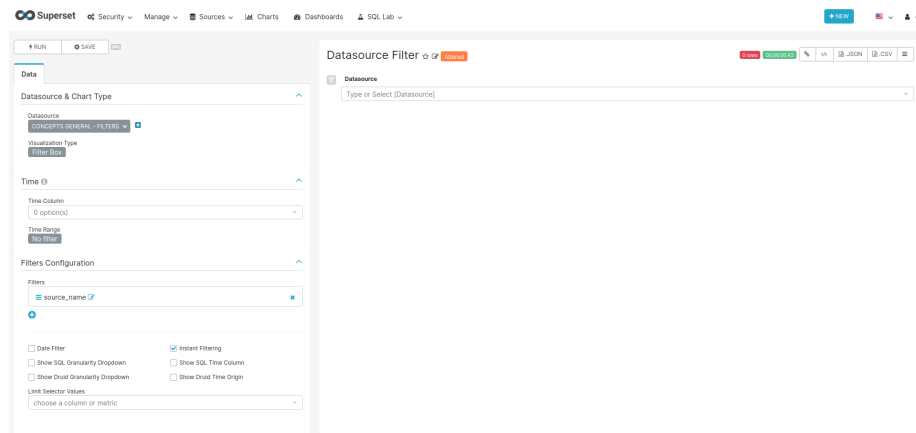 Superset Security Manage Sources Charts Dashboards SQL Lab + NEW
RUN SAVE
Datasource Filter Altered 0 rows 00:00:00.43 .JSON .CSV
Data
Datasource
Type or Select [Datasource]
Datasource & Chart Type
Datasource
CONCEPTS GENERAL - FILTERS
Visualization Type
Filter Box
Time
Time Column
0 option(s)
Time Range
No filter
Filters Configuration
Filters
source_name
Date Filter Instant Filtering
Show SQL Granularity Dropdown Show SQL Time Column
Show Druid Granularity Dropdown Show Druid Time Origin
Limit Selector Values
choose a column or metric